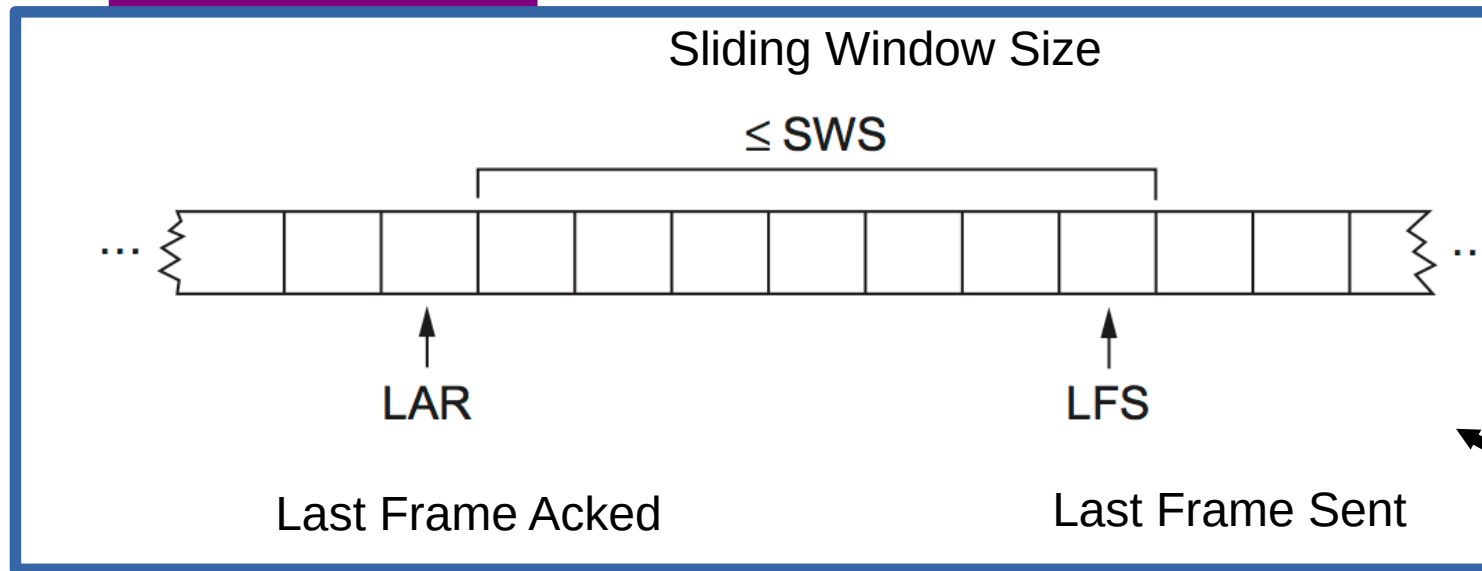 Sliding Window Size
≤ SWS
... ..
LAR LFS
Last Frame Acked Last Frame Sent